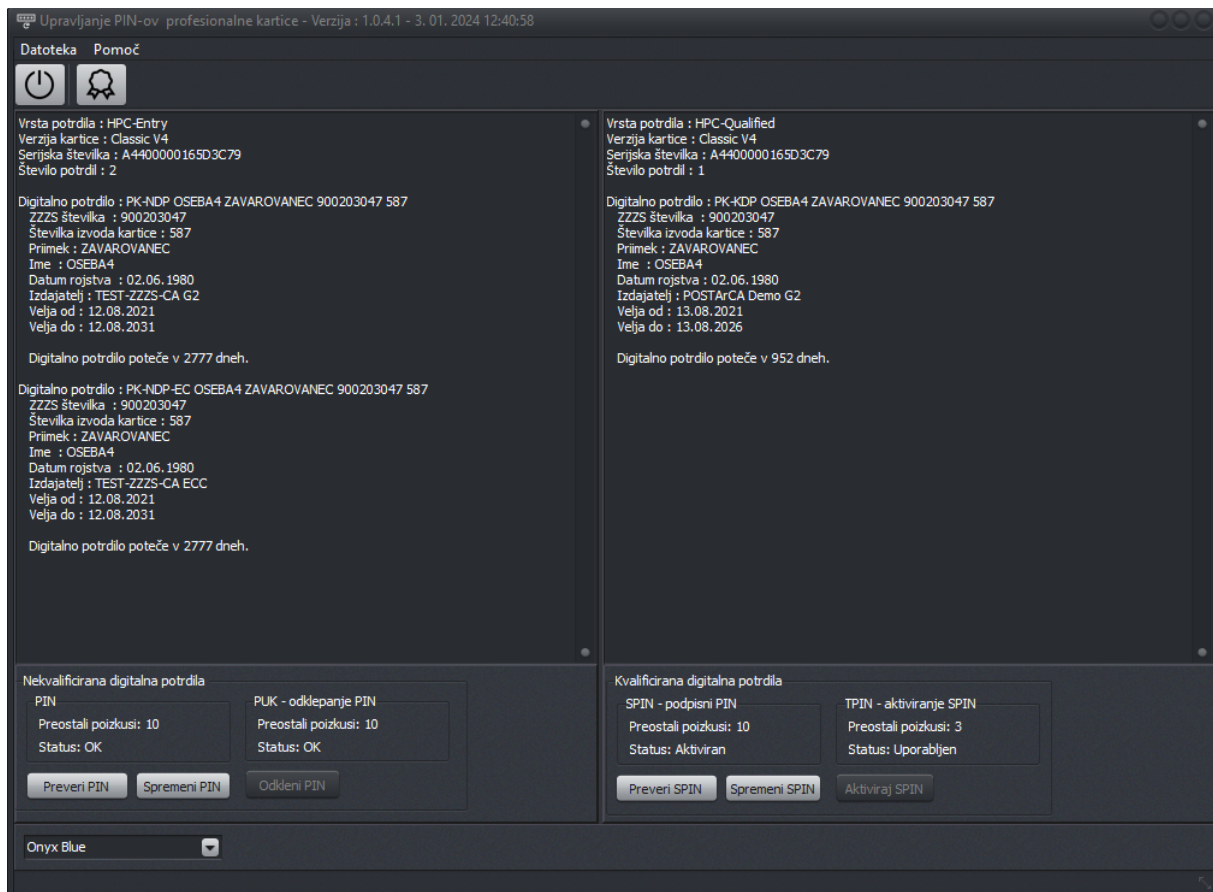 Upravljanje PIN-ov profesionalne kartice - Verzija : 1.0.4.1 - 3. 01. 2024 12:40:58
Datoteka Pomoč
Vrsta potrdila : HPC-Entry
Verzija kartice : Classic V4
Serijska številka : A4400000165D3C79
Število potrdil : 2
Digitalno potrdilo : PK-NDP OSEBA4 ZAVAROVANEC 900203047 587
ZZZS številka : 900203047
Številka izvoda kartice : 587
Priimek : ZAVAROVANEC
Ime : OSEBA4
Datum rojstva : 02.06.1980
Izdajatelj : TEST-ZZZS-CA G2
Velja od : 12.08.2021
Velja do : 12.08.2031
Digitalno potrdilo poteče v 2777 dneh.
Digitalno potrdilo : PK-NDP-EC OSEBA4 ZAVAROVANEC 900203047 587
ZZZS številka : 900203047
Številka izvoda kartice : 587
Priimek : ZAVAROVANEC
Ime : OSEBA4
Datum rojstva : 02.06.1980
Izdajatelj : TEST-ZZZS-CA ECC
Velja od : 12.08.2021
Velja do : 12.08.2031
Digitalno potrdilo poteče v 2777 dneh.
Vrsta potrdila : HPC-Qualified
Verzija kartice : Classic V4
Serijska številka : A4400000165D3C79
Število potrdil : 1
Digitalno potrdilo : PK-KDP OSEBA4 ZAVAROVANEC 900203047 587
ZZZS številka : 900203047
Številka izvoda kartice : 587
Priimek : ZAVAROVANEC
Ime : OSEBA4
Datum rojstva : 02.06.1980
Izdajatelj : POSTArCA Demo G2
Velja od : 13.08.2021
Velja do : 13.08.2026
Digitalno potrdilo poteče v 952 dneh.
Nekvalificirana digitalna potrdila
PIN
Preostali poizkusi: 10
Status: OK
PUK - odklepanje PIN
Preostali poizkusi: 10
Status: OK
Preveri PIN Spremeni PIN Odkleni PIN
Kvalificirana digitalna potrdila
SPIN - podpisni PIN
Preostali poizkusi: 10
Status: Aktiviran
TPIN - aktiviranje SPIN
Preostali poizkusi: 3
Status: Uporabljen
Preveri SPIN Spremeni SPIN Aktiviraj SPIN
Onyx Blue